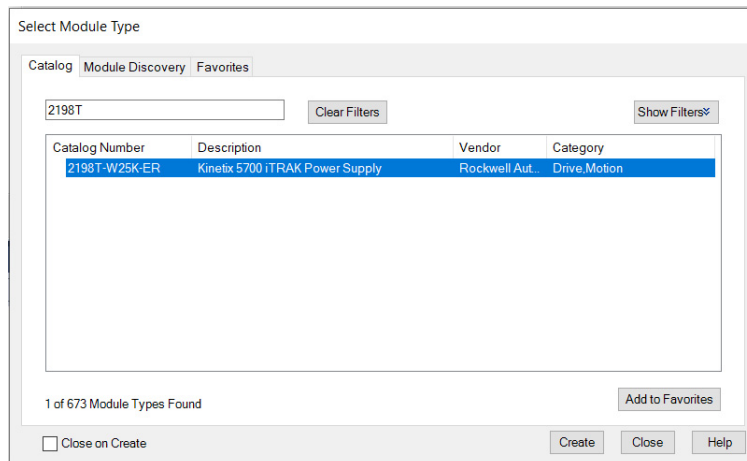 Select Module Type
Catalog Module Discovery Favorites
2198T Clear Filters Show Filters
Catalog Number Description Vendor Category
2198T-W25K-ER Kinetix 5700 iTRAK Power Supply Rockwell Aut... Drive,Motion
1 of 673 Module Types Found Add to Favorites
Close on Create Create Close Help